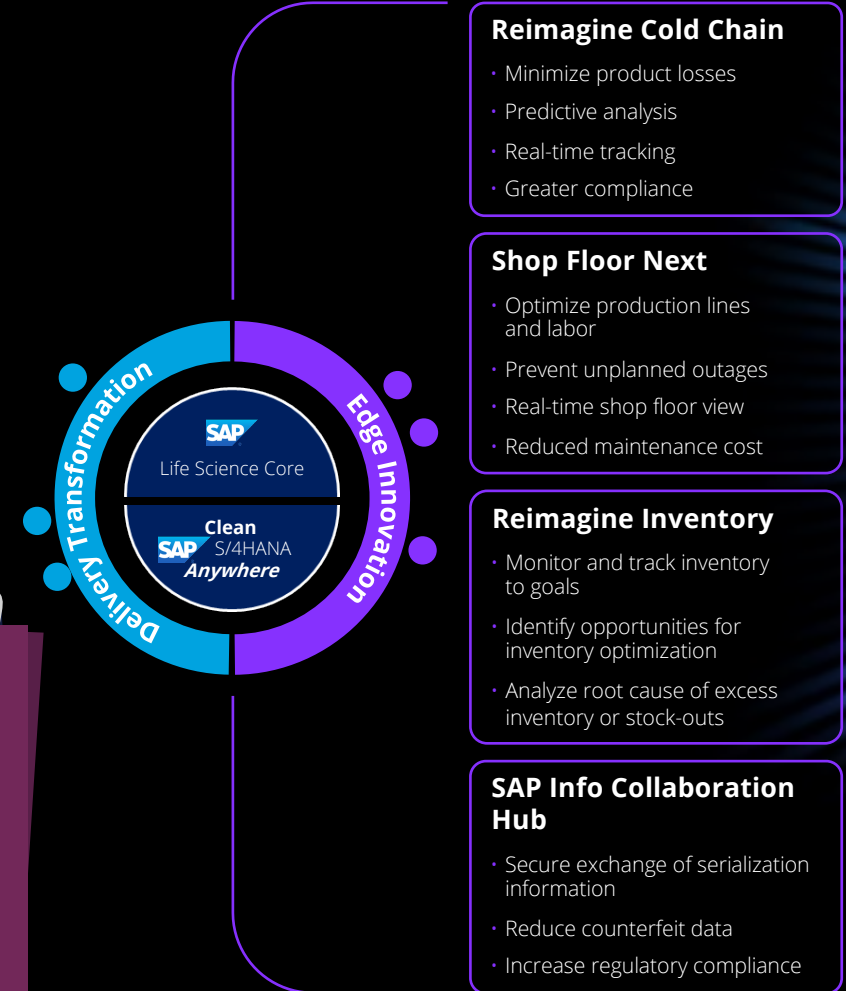 Delivery Transformation
SAP
Life Science Core
Clean
SAP S/4HANA
Anywhere
Edge Innovation
Reimagine Cold Chain
· Minimize product losses
· Predictive analysis
· Real-time tracking
· Greater compliance
Shop Floor Next
· Optimize production lines
and labor
· Prevent unplanned outages
· Real-time shop floor view
· Reduced maintenance cost
Reimagine Inventory
· Monitor and track inventory
to goals
· Identify opportunities for
inventory optimization
· Analyze root cause of excess
inventory or stock-outs
SAP Info Collaboration
Hub
· Secure exchange of serialization
information
· Reduce counterfeit data
· Increase regulatory compliance